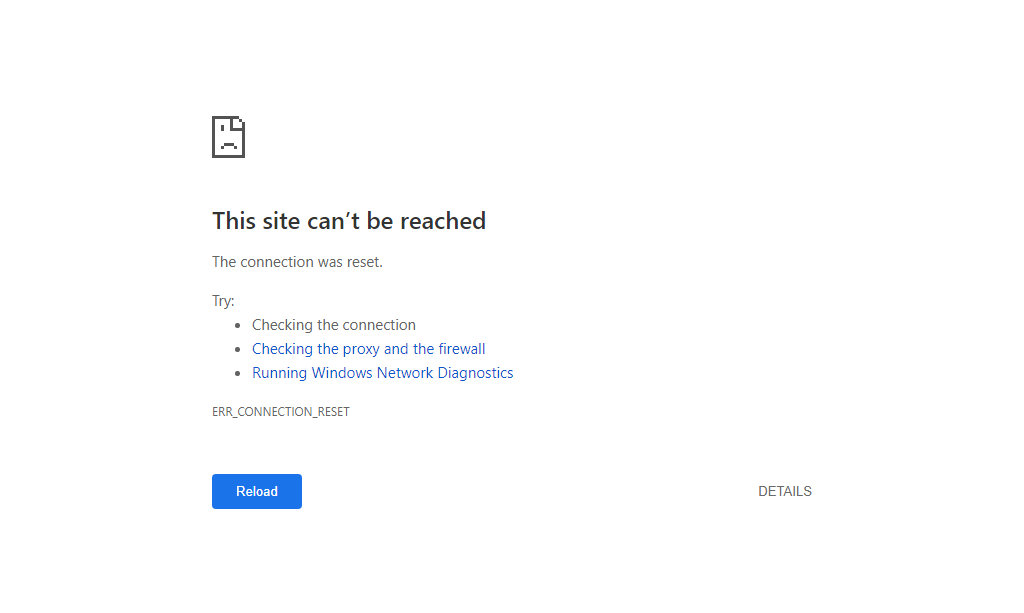 This site can’t be reached
The connection was reset.
Try:
Checking the connection
Checking the proxy and the firewall
Running Windows Network Diagnostics
ERR_CONNECTION_RESET
Reload
DETAILS